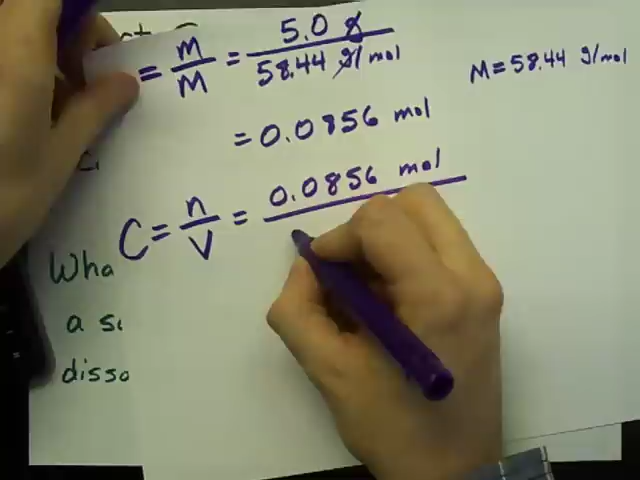 = m/M = 5.0 g / 58.44 g/mol
M = 58.44 g/mol
= 0.0856 mol
C = n/V = 0.0856 mol
Wha
a s
disso